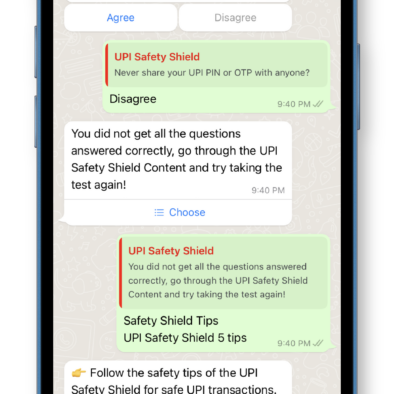 Agree Disagree
UPI Safety Shield
Never share your UPI PIN or OTP with anyone?
Disagree
9:40 PM
You did not get all the questions
answered correctly, go through the UPI
Safety Shield Content and try taking the
test again!
9:40 PM
Choose
UPI Safety Shield
You did not get all the questions answered
correctly, go through the UPI Safety Shield
Content and try taking the test again!
Safety Shield Tips
UPI Safety Shield 5 tips
9:40 PM
👉 Follow the safety tips of the UPI
Safety Shield for safe UPI transactions.